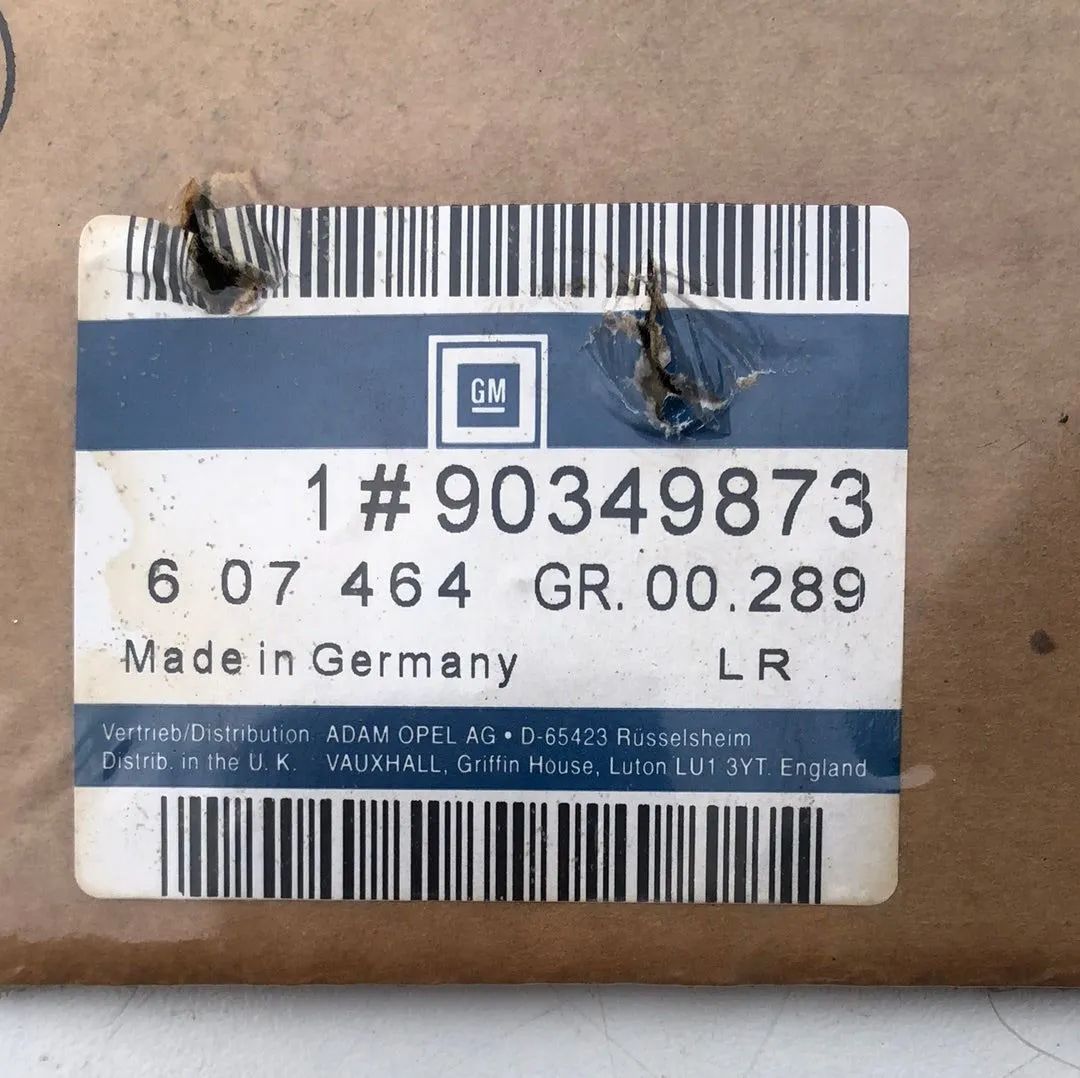 GM
1#90349873
6 07 464 GR. 00.289
Made in Germany LR
Vertrieb/Distribution ADAM OPEL AG • D-65423 Rüsselsheim
Distrib. in the U. K. VAUXHALL, Griffin House, Luton LU1 3YT. England